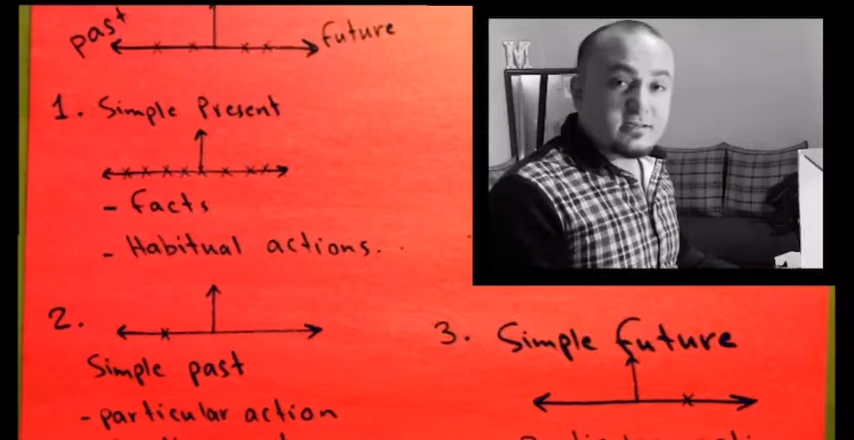 past
future
1. Simple Present
- facts
- Habitual actions.
2.
Simple past
- particular action
3. Simple future
M